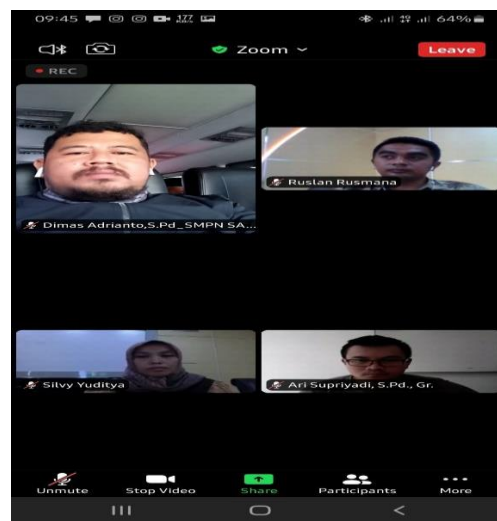 09:45 177 64%
Zoom
Leave
REC
Dimas Adrianto,S.Pd_SMPN SA...
Ruslan Rusmana
Silvy Yuditya
Ari Supriyadi, S.Pd., Gr.
Unmute Stop Video Share Participants More